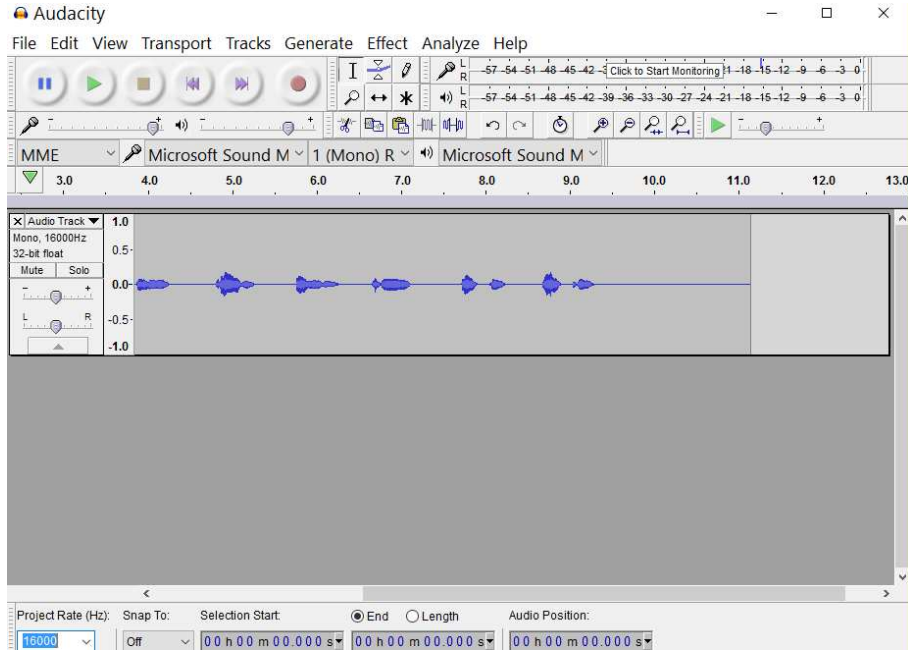 Audacity
File Edit View Transport Tracks Generate Effect Analyze Help
L
R
-57 -54 -51 -48 -45 -42 -3 Click to Start Monitoring 1 -18 -15 -12 -9 -6 -3 0
L
R
-57 -54 -51 -48 -45 -42 -39 -36 -33 -30 -27 -24 -21 -18 -15 -12 -9 -6 -3 0
MME Microsoft Sound M 1 (Mono) R Microsoft Sound M
3.0 4.0 5.0 6.0 7.0 8.0 9.0 10.0 11.0 12.0 13.0
X Audio Track 1.0
Mono, 16000Hz
32-bit float 0.5
Mute Solo
- + 0.0
L R -0.5
-1.0
Project Rate (Hz): Snap To: Selection Start: End Length Audio Position:
16000 Off 00 h 00 m 00.000 s 00 h 00 m 00.000 s 00 h 00 m 00.000 s